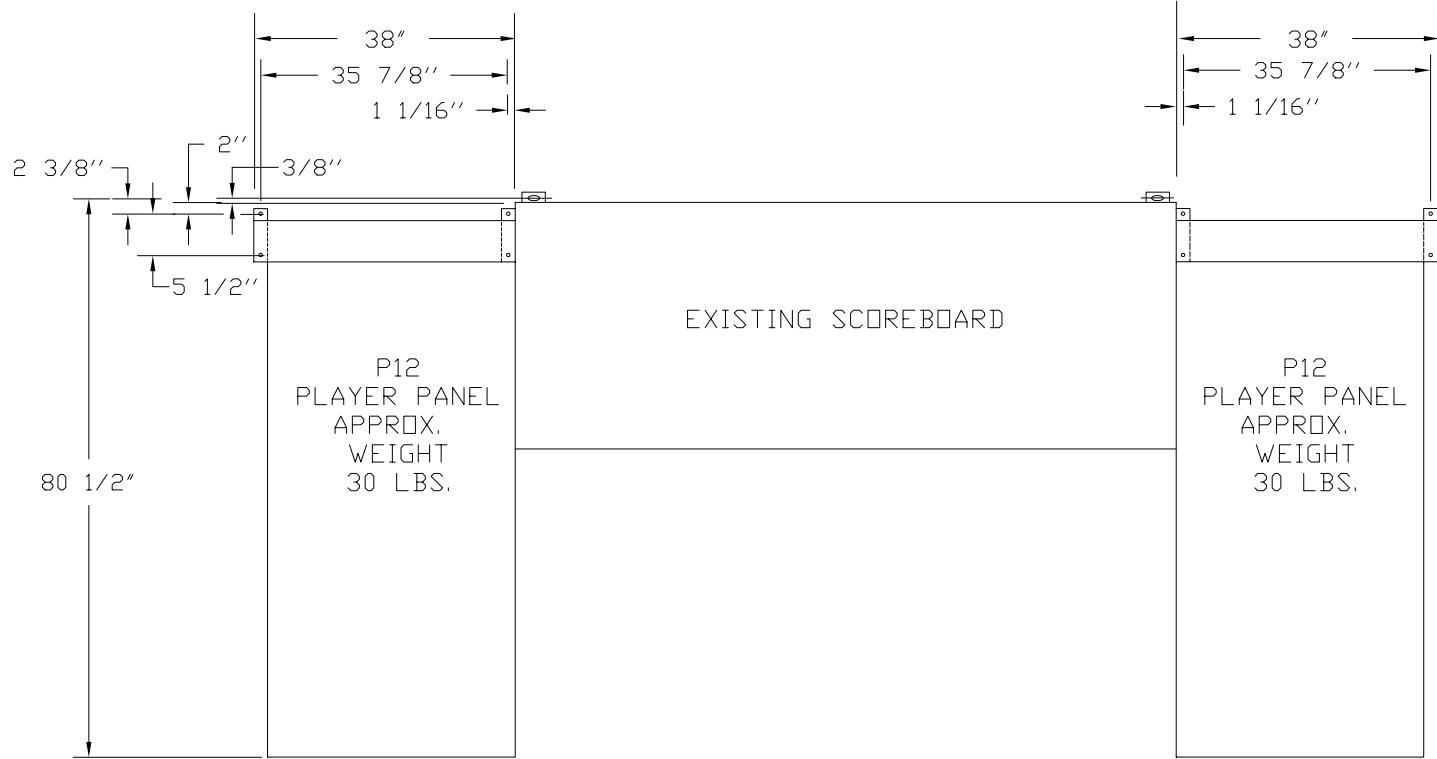 38"
38"
35 7/8''
35 7/8''
1 1/16''
1 1/16''
2''
2 3/8''
3/8''
5 1/2''
EXISTING SCOREBOARD
P12
PLAYER PANEL
APPROX.
WEIGHT
30 LBS.
P12
PLAYER PANEL
APPROX.
WEIGHT
30 LBS.
80 1/2"